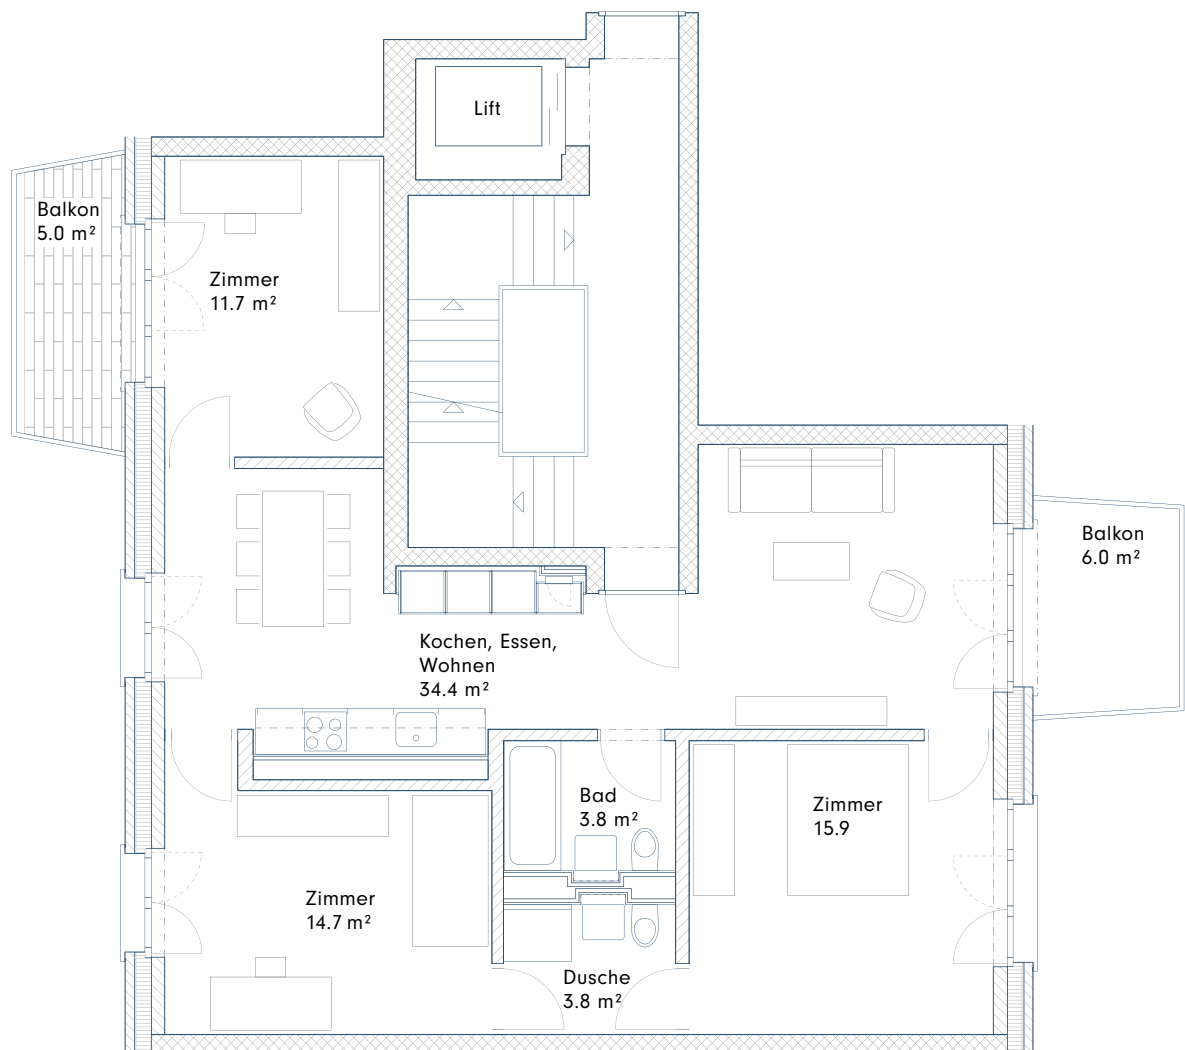 Lift
Balkon
5.0 m²
Zimmer
11.7 m²
Balkon
6.0 m²
Kochen, Essen,
Wohnen
34.4 m²
Bad
3.8 m²
Zimmer
15.9
Zimmer
14.7 m²
Dusche
3.8 m²